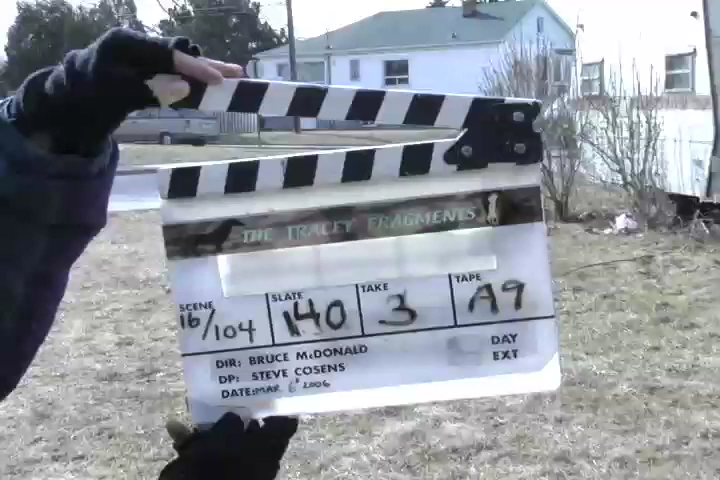 THE TRACEY FRAGMENTS
SCENE SLATE TAKE TAPE
16/104 140 3 A9
DIR: BRUCE McDONALD DAY
DP: STEVE COSENS EXT
DATE: MAR 6 2006